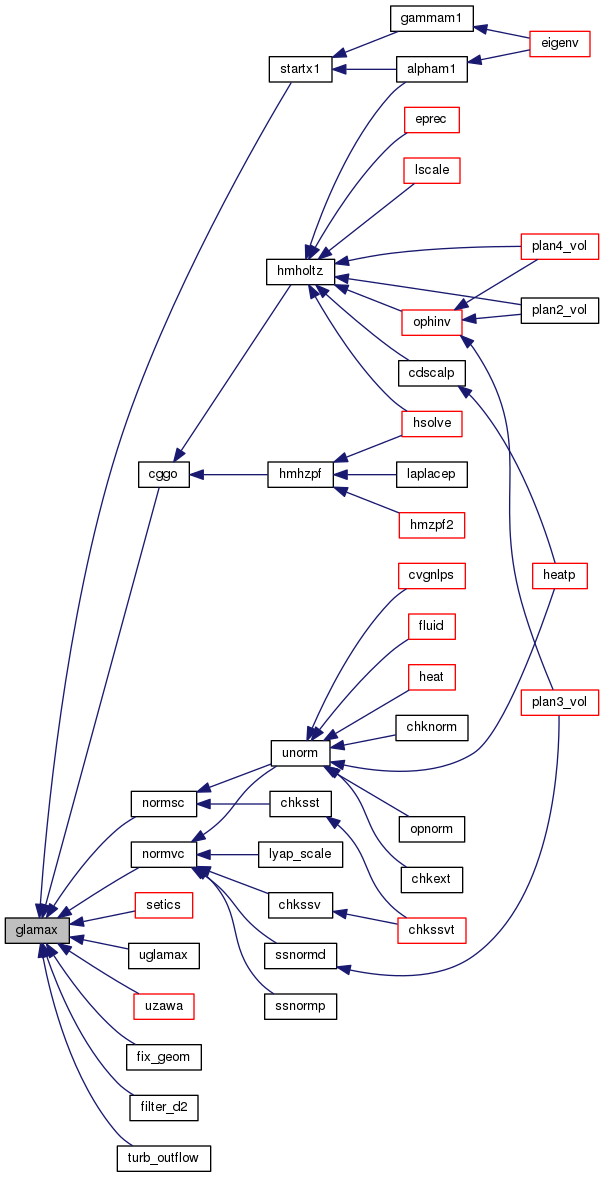 gammam1
eigenv
startx1
alpham1
eprec
lscale
plan4_vol
hmholtz
plan2_vol
ophinv
cdscalp
hsolve
cggo
hmhzpf
laplacep
hmzpf2
cvgnlps
heatp
fluid
heat
plan3_vol
chknorm
unorm
normsc
chksst
opnorm
normvc
lyap_scale
chkext
setics
chkssv
glamax
chkssvt
uglamax
ssnormd
uzawa
ssnormp
fix_geom
filter_d2
turb_outflow